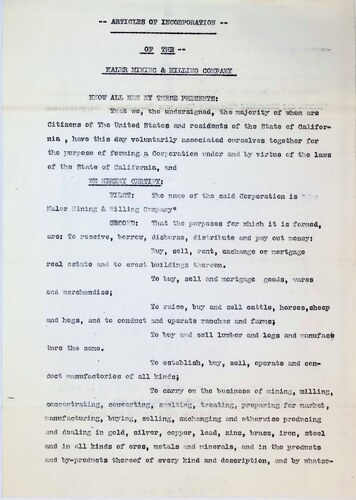 -- ARTICLES OF INCORPORATION --
OF THE --
KALER MINING & MILLING COMPANY
KNOW ALL MEN BY THESE PRESENTS:
That we, the undersigned, the majority of whom are
Citizens of The United States and residents of the State of Califor-
nia , have this day voluntarily associated ourselves together for
the purpose of forming a Corporation under and by virtue of the laws
of the State of California, and
WE HEREBY CERTIFY:
FIRST: The name of the said Corporation is "The
Kaler Mining & Milling Company"
SECOND: That the purposes for which it is formed,
are: To receive, borrow, disburse, distribute and pay out money:
Buy, sell, rent, exchange or mortgage
real estate and to erect buildings thereon.
To buy, sell and mortgage goods, wares
and merchandise;
To raise, buy and sell cattle, horses,sheep
and hogs, and to conduct and operate ranches and farms;
To buy and sell lumber and logs and manufac
ture the same.
To establish, buy, sell, operate and con-
duct manufactories of all kinds;
To carry on the business of mining, milling,
concentrating, converting, smelting, treating, preparing for market,
manufacturing, buying, selling, exchanging and otherwise producing
and dealing in gold, silver, copper, lead, zinc, brass, iron, steel
and in all kinds of ores, metals and minerals, and in the products
and by-products thereof of every kind and description, and by whatso-